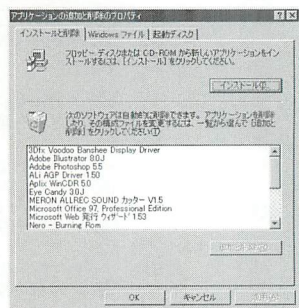 アプリケーションの追加と削除のプロパティ
インストールと削除 Windows ファイル 起動ディスク
フロッピー ディスクまたは CD-ROM から新しいアプリケーションをイン
ストールするには、[インストール] をクリックしてください。
インストール(I)...
次のソフトウェアは自動的に削除できます。アプリケーションを削除
したり、その構成ファイルを変更するには、一覧から選んで [追加と
削除] をクリックしてください(T)
3Dfx Voodoo Banshee Display Driver
Adobe Illustrator 8.0J
Adobe Photoshop 5.5
ALi AGP Driver 1.50
Aplix WinCDR 5.0
Eye Candy 3.0J
MERON ALLREC SOUND カッター V1.5
Microsoft Office 97, Professional Edition
Microsoft Web 発行 ウィザード 1.53
Nero - Burning Rom
OK キャンセル